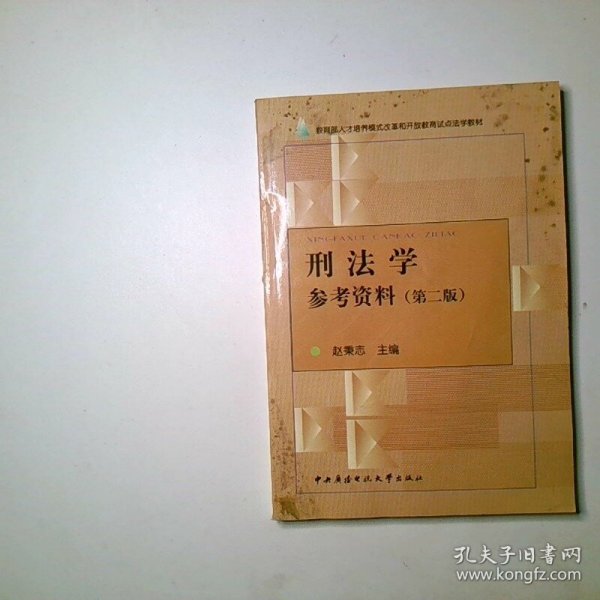 教育部人才培养模式改革和开放教育试点法学教材
XING FAXUE CANKAO ZILIAO
刑法学
参考资料(第二版)
赵秉志 主编
中央广播电视大学出版社
孔夫子旧书网
www.kongfz.com